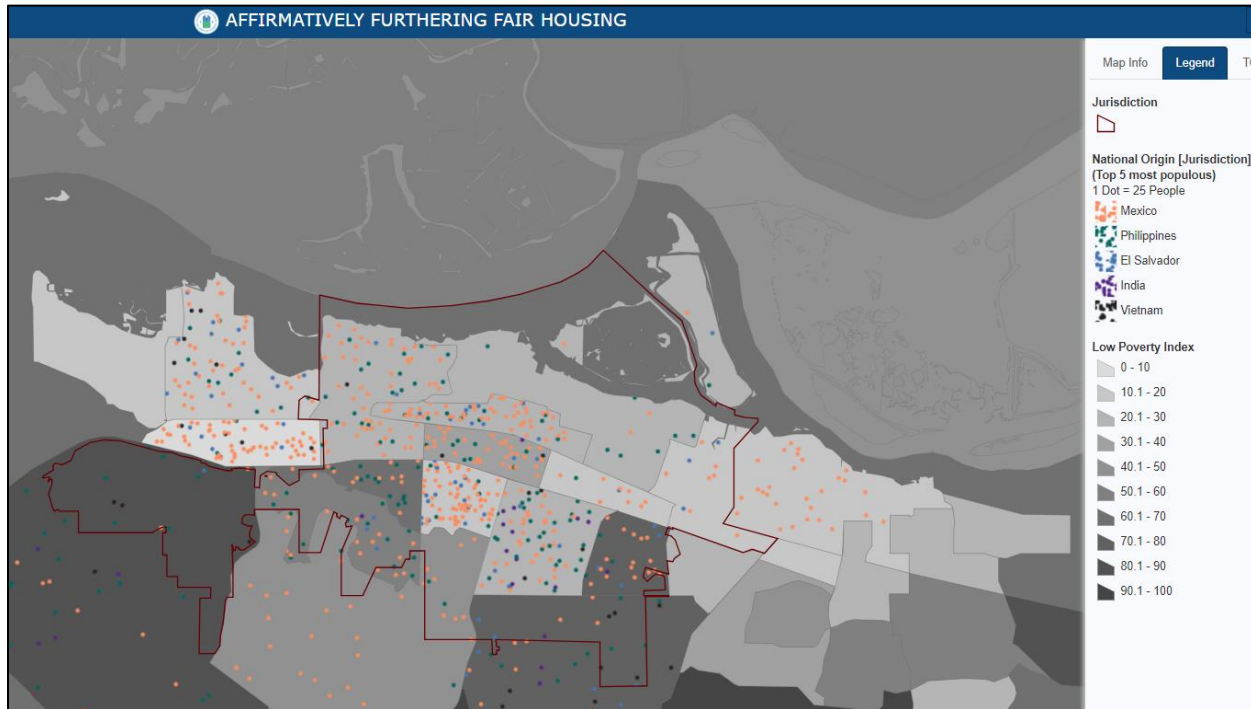 AFFIRMATIVELY FURTHERING FAIR HOUSING
Map Info Legend
Jurisdiction
National Origin [Jurisdiction]
(Top 5 most populous)
1 Dot = 25 People
Mexico
Philippines
El Salvador
India
Vietnam
Low Poverty Index
0 - 10
10.1 - 20
20.1 - 30
30.1 - 40
40.1 - 50
50.1 - 60
60.1 - 70
70.1 - 80
80.1 - 90
90.1 - 100